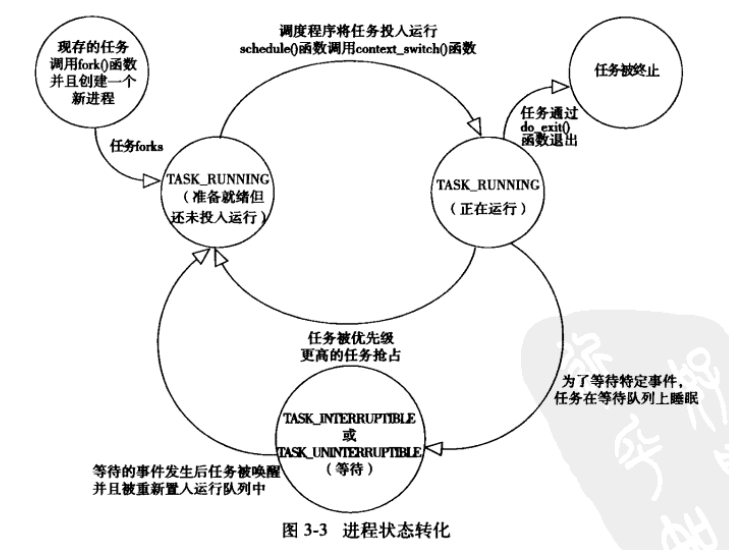 现存的任务
调用fork()函数
并且创建一个
新进程
调度程序将任务投入运行
schedule()函数调用context_switch()函数
任务被终止
任务通过
do_exit()
函数退出
任务forks
TASK_RUNNING
（准备就绪但
还未投入运行）
TASK_RUNNING
（正在运行）
任务被优先级
更高的任务抢占
为了等待特定事件，
任务在等待队列上睡眠
TASK_INTERRUPTIBLE
或
TASK_UNINTERRUPTIBLE
（等待）
等待的事件发生后任务被唤醒
并且被重新置人运行队列中
图 3-3 进程状态转化